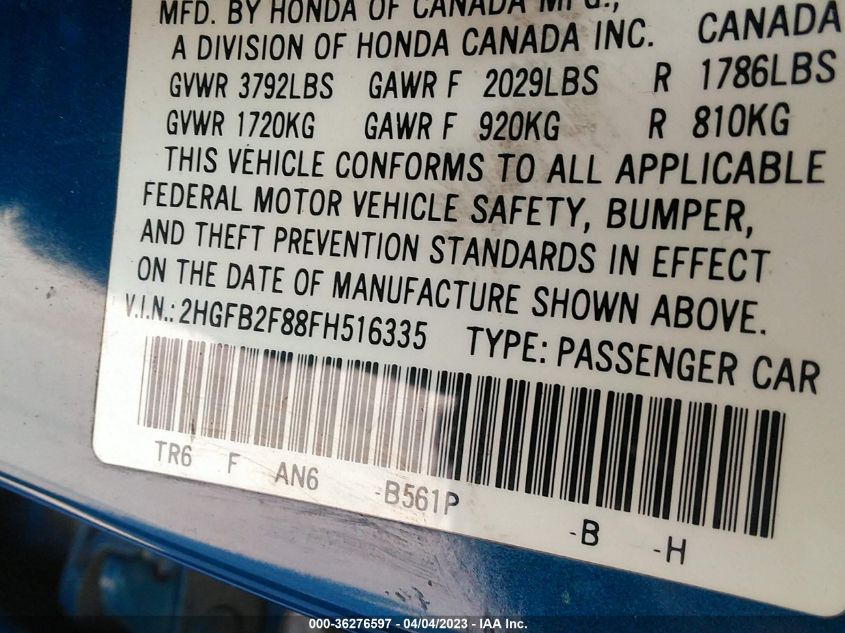 MFD. BY HONDA OF CANADA MFG.,
A DIVISION OF HONDA CANADA INC. CANADA
GVWR 3792LBS GAWR F 2029LBS R 1786LBS
GVWR 1720KG GAWR F 920KG R 810KG
THIS VEHICLE CONFORMS TO ALL APPLICABLE
FEDERAL MOTOR VEHICLE SAFETY, BUMPER,
AND THEFT PREVENTION STANDARDS IN EFFECT
ON THE DATE OF MANUFACTURE SHOWN ABOVE.
V.I.N.: 2HGFB2F88FH516335 TYPE: PASSENGER CAR
TR6 F AN6 -B561P -B -H
000-36276597 - 04/04/2023 - IAA Inc.